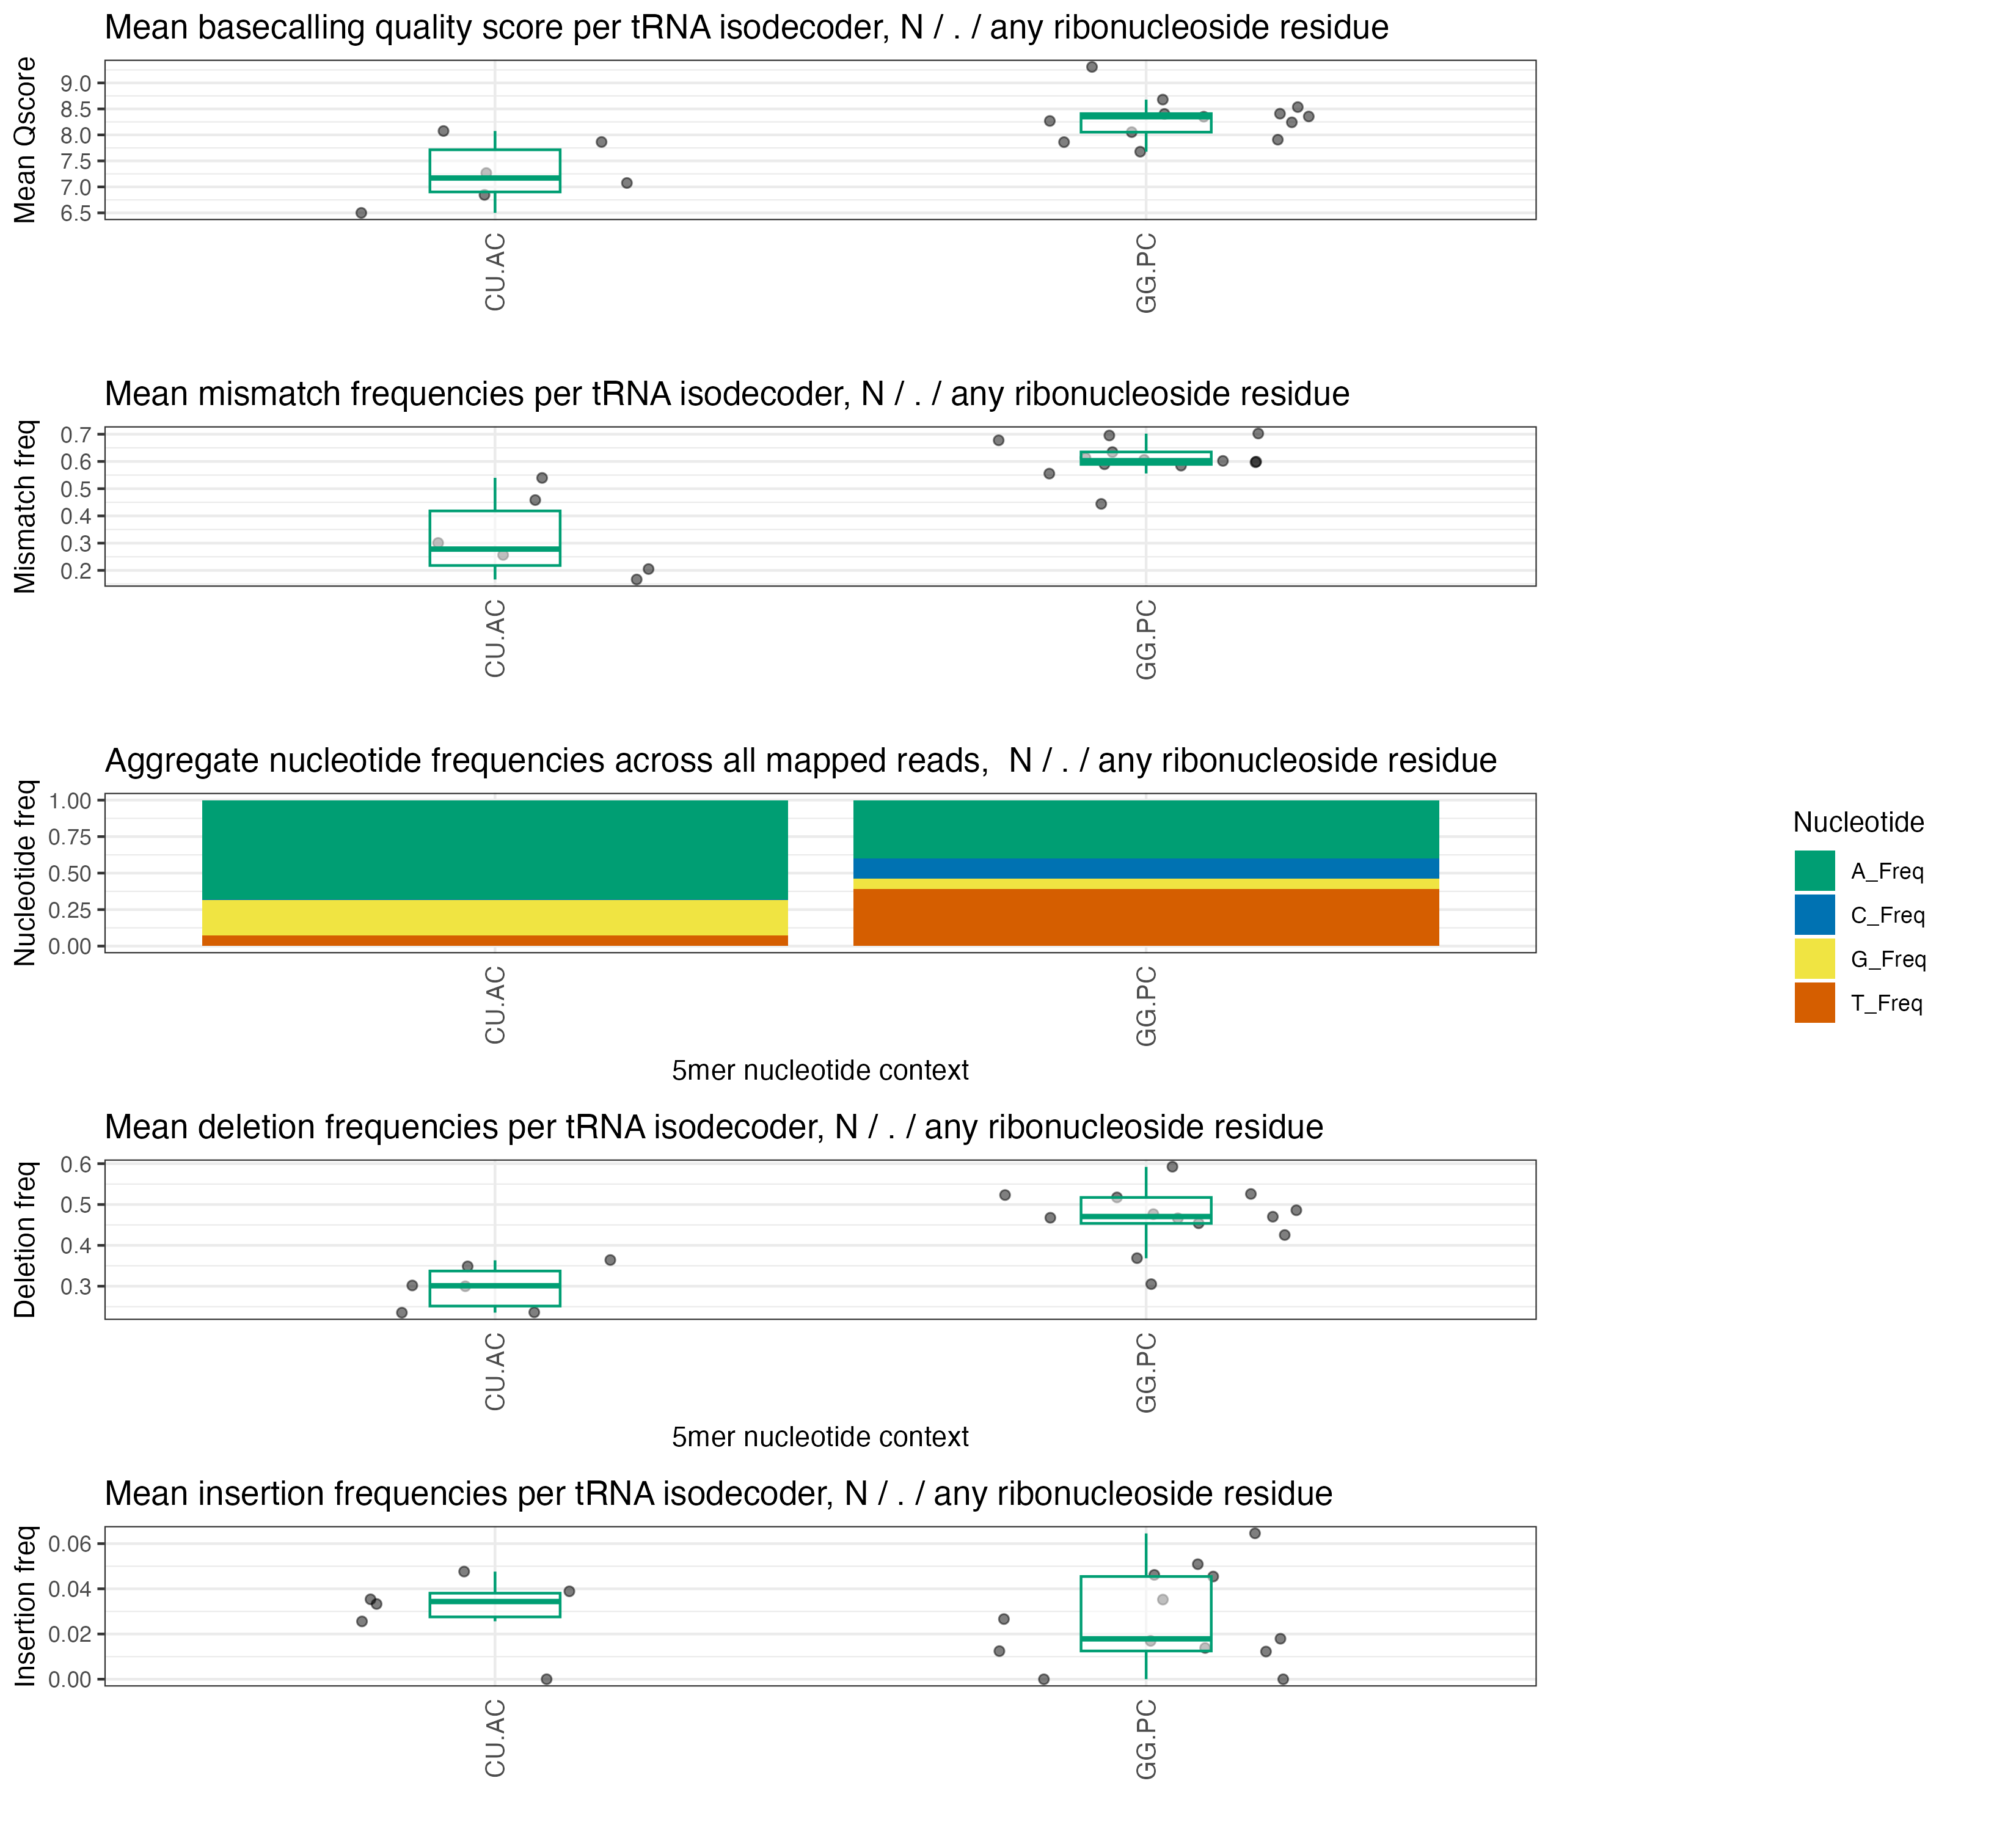 Mean basecalling quality score per tRNA isodecoder, N / . / any ribonucleoside residue
Mean Qscore
9.0
8.5
8.0
7.5
7.0
6.5
CU.AC
GG.PC
Mean mismatch frequencies per tRNA isodecoder, N / . / any ribonucleoside residue
Mismatch freq
0.7
0.6
0.5
0.4
0.3
0.2
CU.AC
GG.PC
Aggregate nucleotide frequencies across all mapped reads,  N / . / any ribonucleoside residue
Nucleotide freq
1.00
0.75
0.50
0.25
0.00
CU.AC
GG.PC
5mer nucleotide context
Nucleotide
A_Freq
C_Freq
G_Freq
T_Freq
Mean deletion frequencies per tRNA isodecoder, N / . / any ribonucleoside residue
Deletion freq
0.6
0.5
0.4
0.3
CU.AC
GG.PC
5mer nucleotide context
Mean insertion frequencies per tRNA isodecoder, N / . / any ribonucleoside residue
Insertion freq
0.06
0.04
0.02
0.00
CU.AC
GG.PC